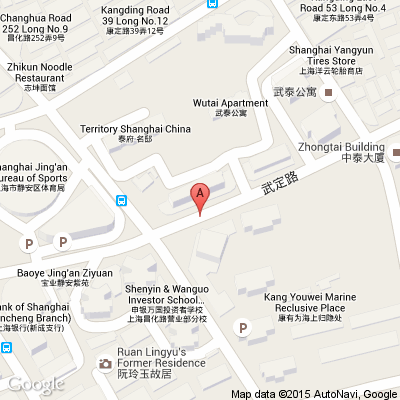 Changhua Road
252 Long No.9
昌化路252弄9号
Kangding Road
39 Long No.12
康定路39弄12号
Road
53 Long No.4
康定东路53弄4号
Zhikun Noodle
Restaurant
志坤面馆
Shanghai Yangyun
Tires Store
上海洋云轮胎商店
武泰公寓
Wutai Apartment
武泰公寓
Territory Shanghai China
泰府·名邸
Zhongtai Building
中泰大厦
Shanghai Jing'an
Bureau of Sports
上海市静安区体育局
A
武定路
P
P
Baoye Jing'an Ziyuan
宝业静安紫苑
Shenyin & Wanguo
Investor School...
申银万国投资者学校
上海昌化路营业部分校
Bank of Shanghai
(Xincheng Branch)
上海银行(新成支行)
Kang Youwei Marine
Reclusive Place
康有为海上归隐处
P
Ruan Lingyu's
Former Residence
阮玲玉故居
Google
Map data ©2015 AutoNavi, Google